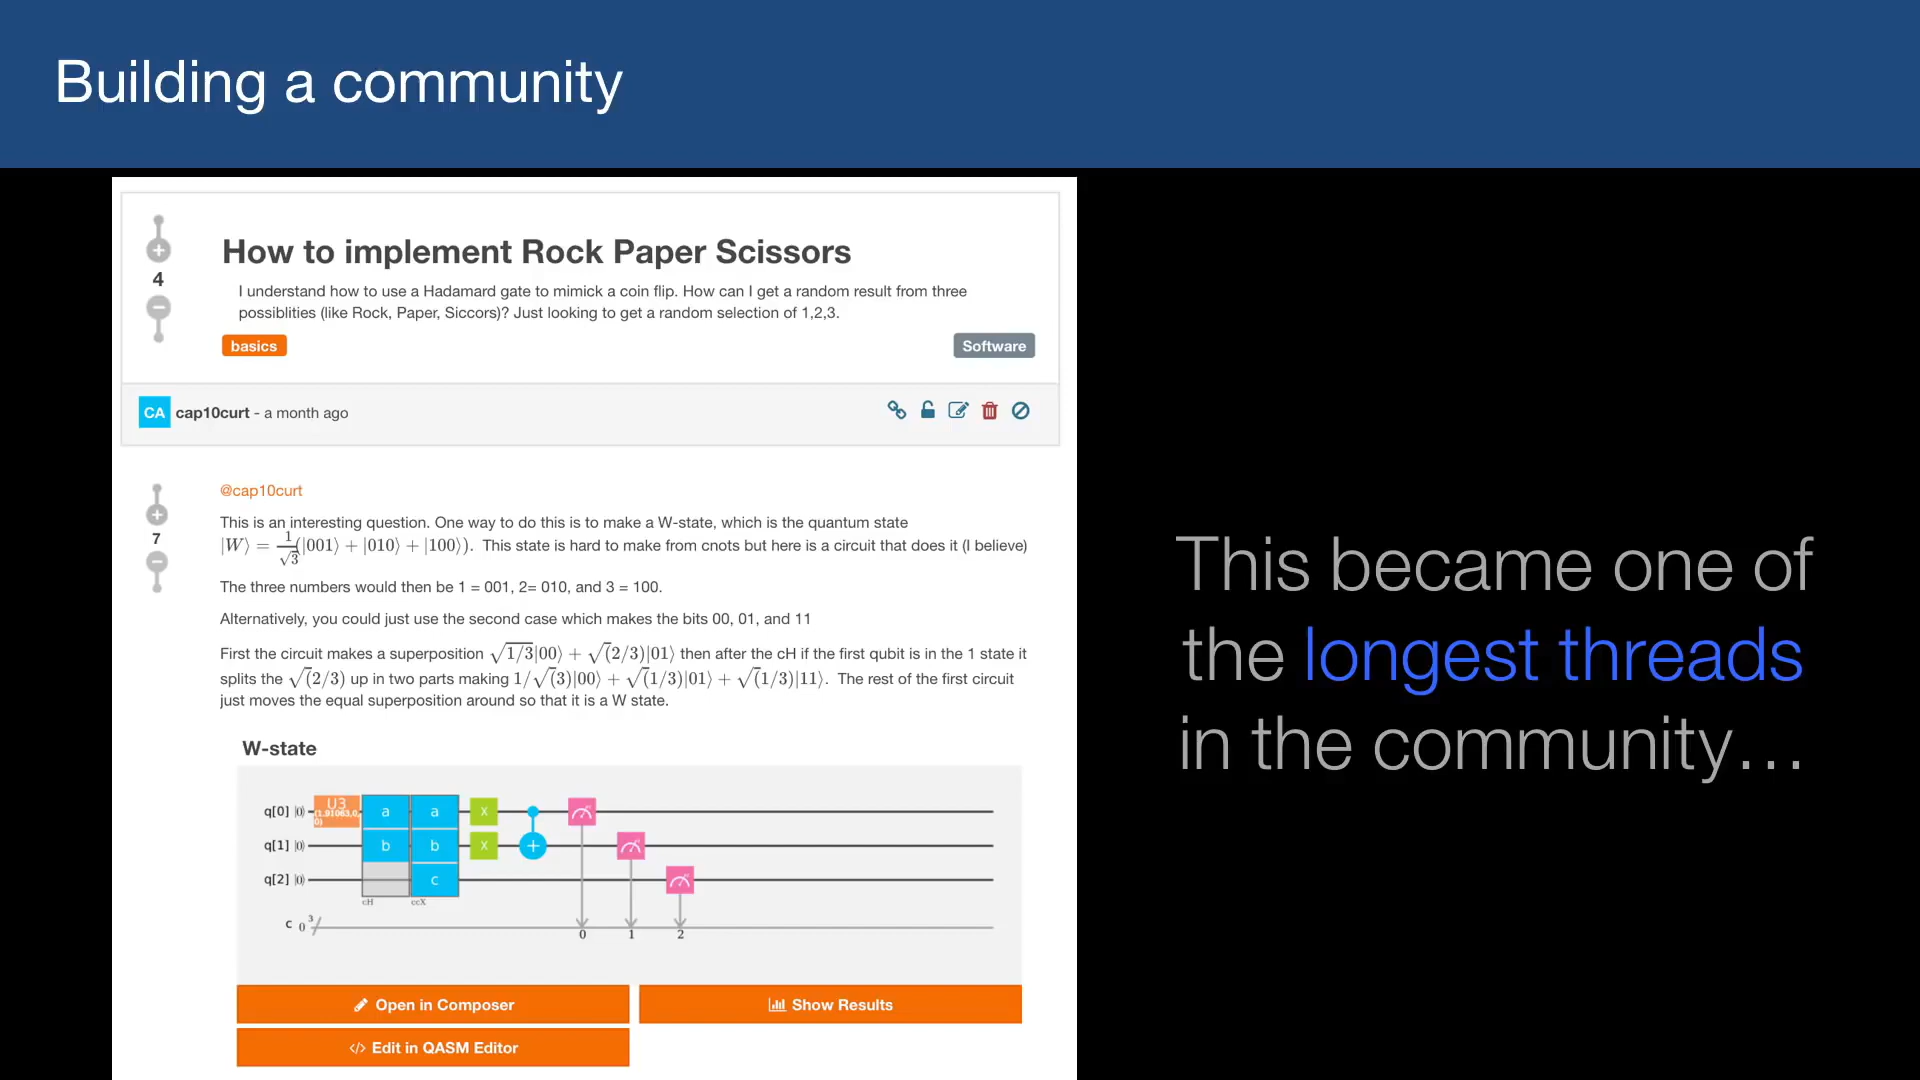 Building a community
How to implement Rock Paper Scissors
4
I understand how to use a Hadamard gate to mimick a coin flip. How can I get a random result from three
possiblities (like Rock, Paper, Siccors)? Just looking to get a random selection of 1,2,3.
basics
Software
CA cap10curt - a month ago
@cap10curt
7
This is an interesting question. One way to do this is to make a W-state, which is the quantum state
|W⟩ = 1/√3(|001⟩ + |010⟩ + |100⟩). This state is hard to make from cnots but here is a circuit that does it (I believe)
The three numbers would then be 1 = 001, 2= 010, and 3 = 100.
Alternatively, you could just use the second case which makes the bits 00, 01, and 11
First the circuit makes a superposition √1/3|00⟩ + √(2/3)|01⟩ then after the cH if the first qubit is in the 1 state it
splits the √(2/3) up in two parts making 1/√(3)|00⟩ + √(1/3)|01⟩ + √(1/3)|11⟩. The rest of the first circuit
just moves the equal superposition around so that it is a W state.
W-state
q[0] |0⟩ U3 (1.91063,0,0) a a X
q[1] |0⟩ b b X +
q[2] |0⟩ c
cH ccX
c 0 3
0 1 2
Open in Composer
Show Results
Edit in QASM Editor
This became one of
the longest threads
in the community…